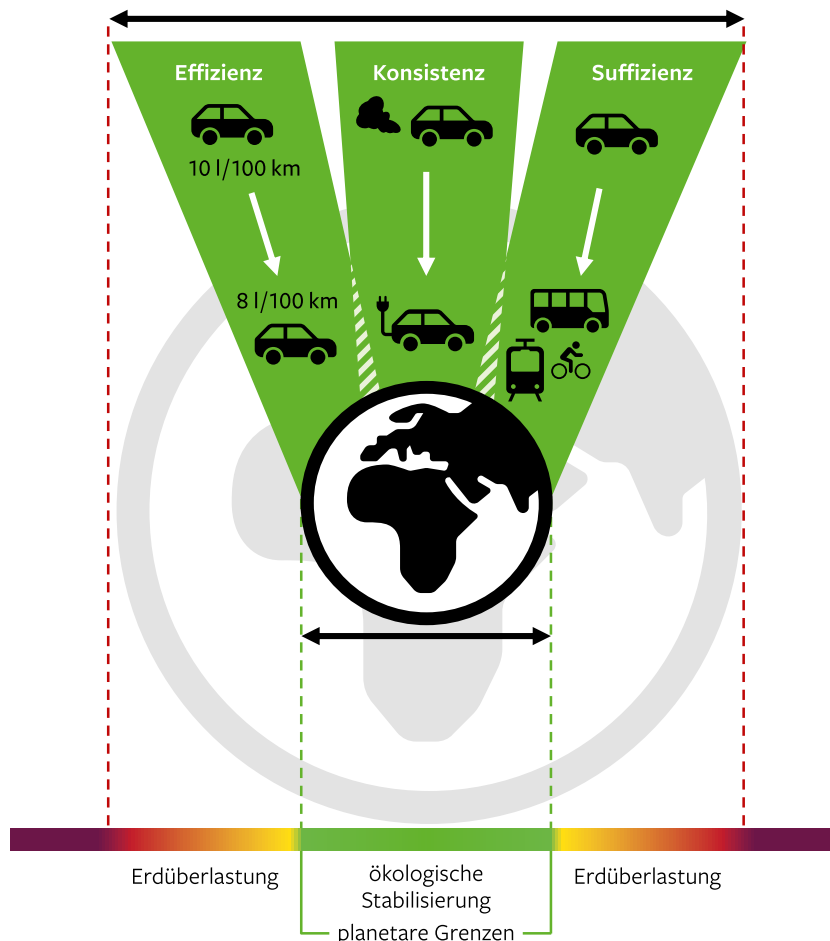 Effizienz
Konsistenz
Suffizienz
10 l/100 km
8 l/100 km
Erdüberlastung
ökologische
Stabilisierung
Erdüberlastung
planetare Grenzen